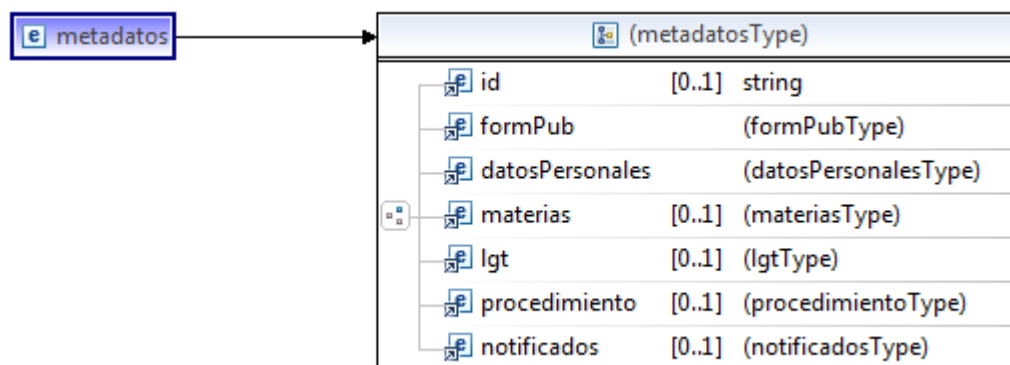 e metadatos
(metadatosType)
e id [0..1] string
e formPub (formPubType)
e datosPersonales (datosPersonalesType)
e materias [0..1] (materiasType)
e lgt [0..1] (lgtType)
e procedimiento [0..1] (procedimientoType)
e notificados [0..1] (notificadosType)